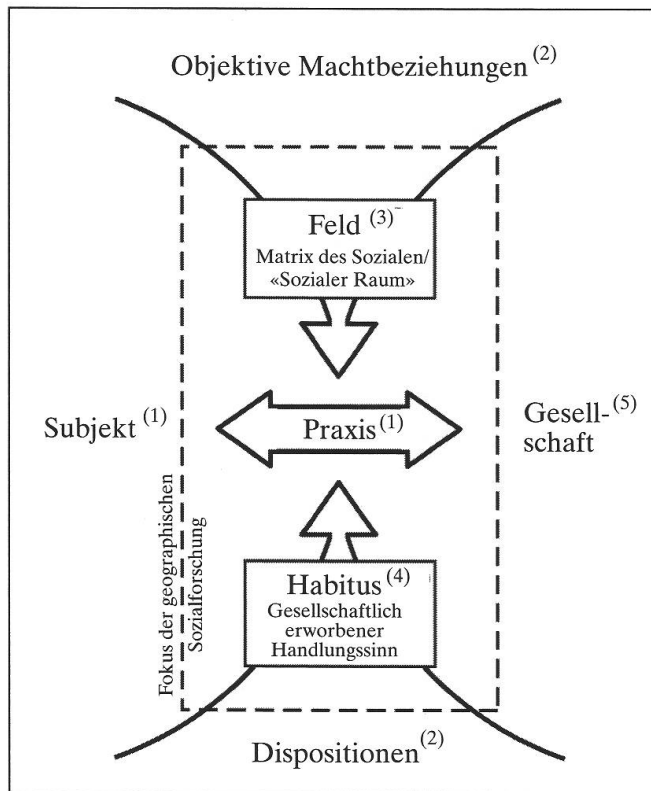 Objektive Machtbeziehungen (2)
Feld (3)
Matrix des Sozialen/
«Sozialer Raum»
Subjekt (1)
Praxis (1)
Gesell- (5)
schaft
Fokus der geographischen
Sozialforschung
Habitus (4)
Gesellschaftlich
erworbener
Handlungssinn
Dispositionen (2)